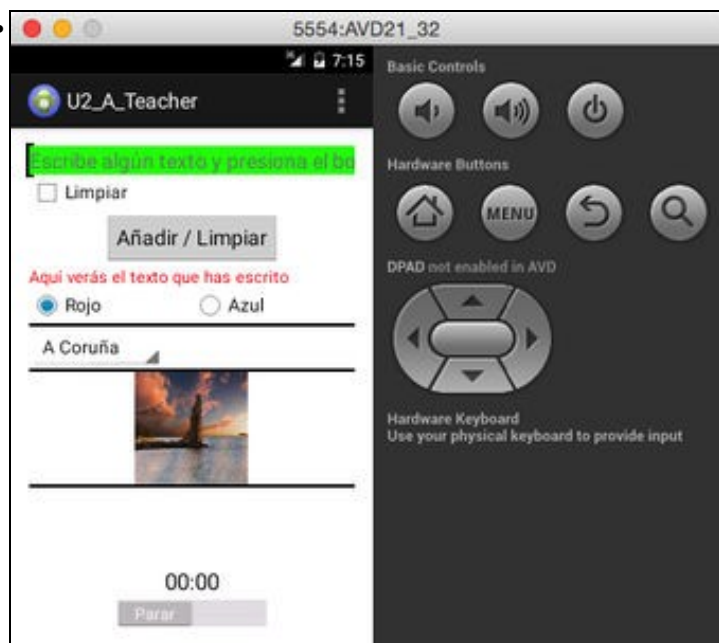 5554:AVD21_32
7:15
U2_A_Teacher
Escribe algún texto y presiona el bo
Limpiar
Añadir / Limpiar
Aquí verás el texto que has escrito
Rojo
Azul
A Coruña
00:00
Parar
Basic Controls
Hardware Buttons
MENU
DPAD not enabled in AVD
Hardware Keyboard
Use your physical keyboard to provide input